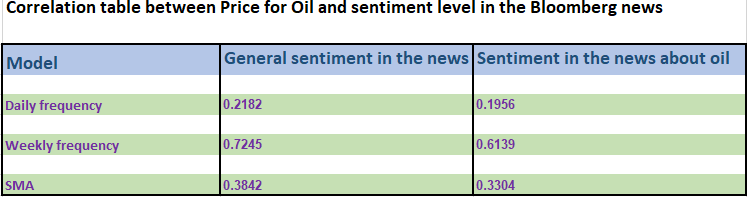 Correlation table between Price for Oil and sentiment level in the Bloomberg news
Model General sentiment in the news Sentiment in the news about oil
Daily frequency 0.2182 0.1956
Weekly frequency 0.7245 0.6139
SMA 0.3842 0.3304